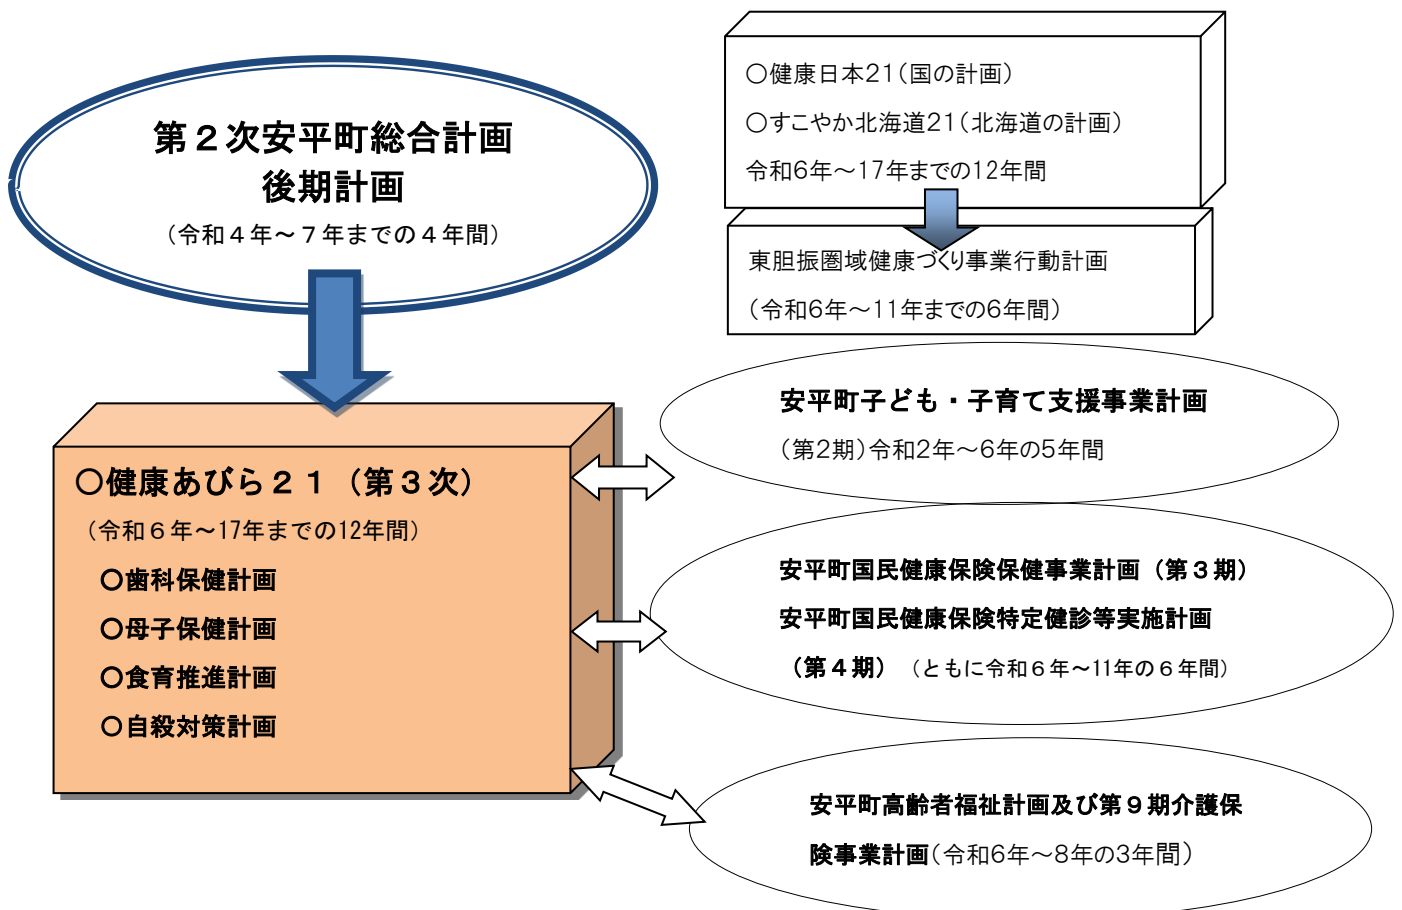 第２次安平町総合計画
後期計画
（令和４年～７年までの４年間）
○健康日本21（国の計画）
○すこやか北海道21（北海道の計画）
令和6年～17年までの12年間
東胆振圏域健康づくり事業行動計画
（令和6年～11年までの6年間）
○健康あびら２１（第３次）
（令和６年～17年までの12年間）
○歯科保健計画
○母子保健計画
○食育推進計画
○自殺対策計画
安平町子ども・子育て支援事業計画
（第2期）令和2年～6年の5年間
安平町国民健康保険保健事業計画（第３期）
安平町国民健康保険特定健診等実施計画
（第４期）（ともに令和６年～11年の６年間）
安平町高齢者福祉計画及び第９期介護保
険事業計画（令和6年～8年の3年間）